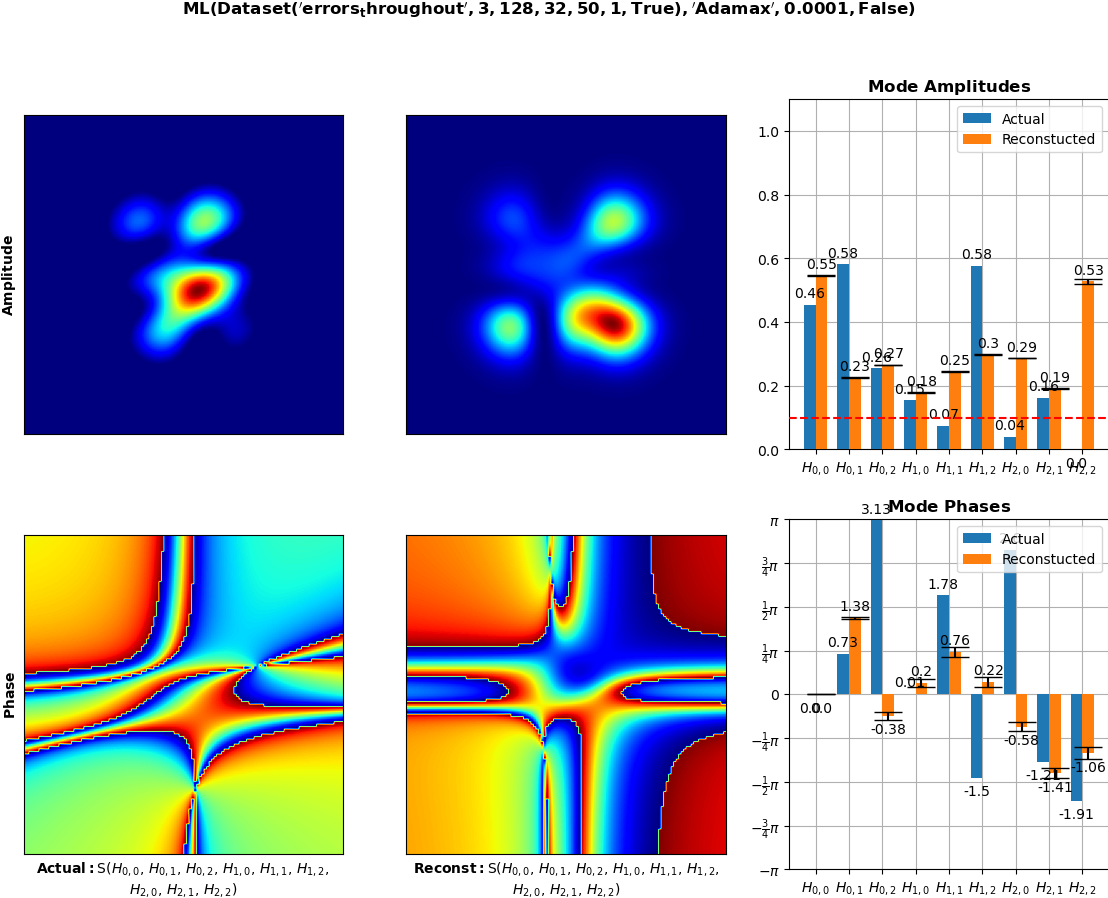 ML(Dataset('errors_throughout', 3, 128, 32, 50, 1, True), 'Adamax', 0.0001, False)
Amplitude
Mode Amplitudes
Actual
Reconstucted
1.0
0.8
0.6
0.4
0.2
0.0
0.46
0.55
0.58
0.23
0.26
0.27
0.15
0.18
0.07
0.25
0.58
0.3
0.04
0.29
0.16
0.19
0.0
0.53
H0,0 H0,1 H0,2 H1,0 H1,1 H1,2 H2,0 H2,1 H2,2
Phase
Actual: S(H0,0, H0,1, H0,2, H1,0, H1,1, H1,2,
H2,0, H2,1, H2,2)
Reconst: S(H0,0, H0,1, H0,2, H1,0, H1,1, H1,2,
H2,0, H2,1, H2,2)
Mode Phases
Actual
Reconstucted
π
3/4π
1/2π
1/4π
0
−1/4π
−1/2π
−3/4π
−π
0.0
0.0
0.73
1.38
3.13
-0.38
0.01
0.2
1.78
0.76
-1.5
0.22
-0.58
-1.21
-1.41
-1.91
-1.06
H0,0 H0,1 H0,2 H1,0 H1,1 H1,2 H2,0 H2,1 H2,2